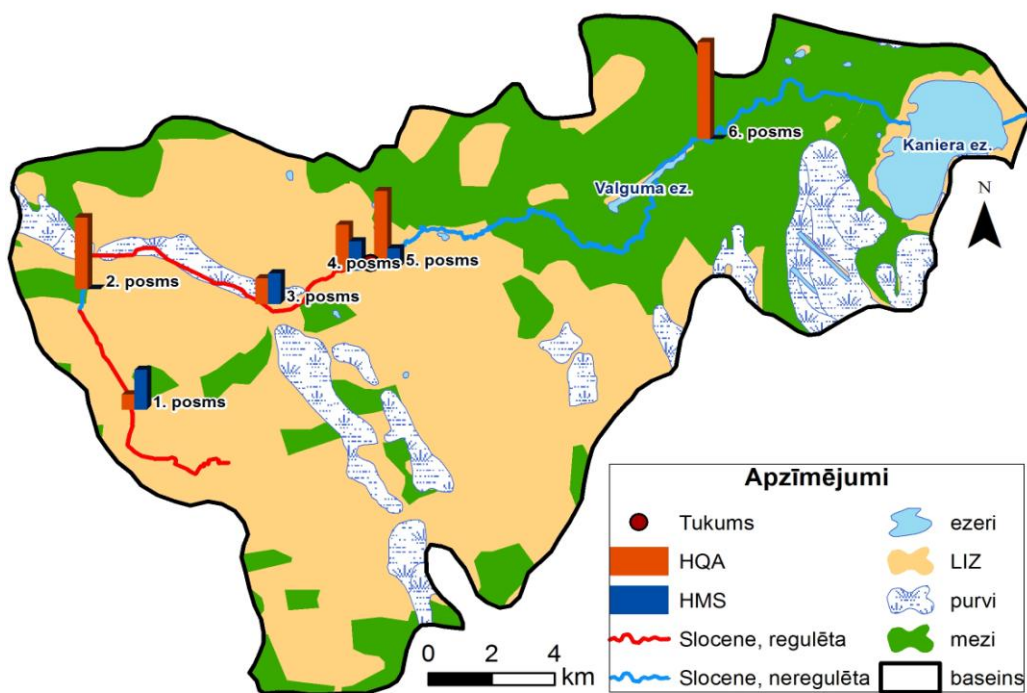 6. posms
Kaniera ez.
Valguma ez.
N
4. posms
5. posms
2. posms
3. posms
1. posms
Apzīmējumi
Tukums
ezeri
HQA
LIZ
HMS
purvi
Slocene, regulēta
mezi
Slocene, neregulēta
baseins
0 2 4
km